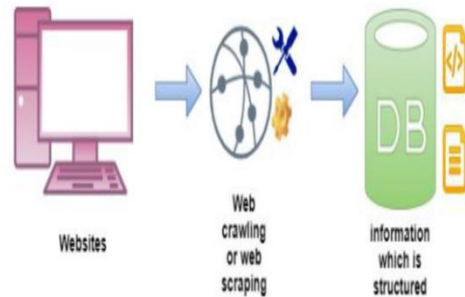 DB
</>
Websites
Web
crawling
or web
scraping
information
which is
structured